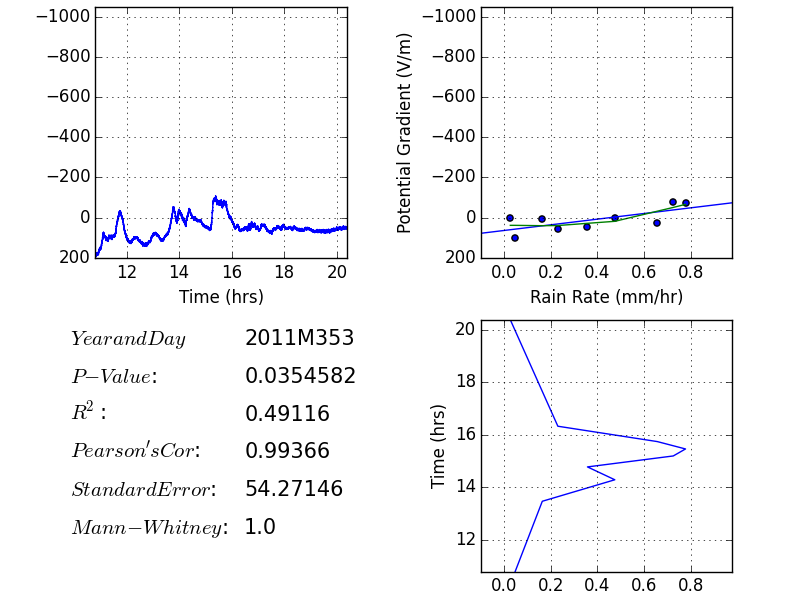 −1000
−800
−600
−400
−200
0
200
12 14 16 18 20
Time (hrs)
Potential Gradient (V/m)
−1000
−800
−600
−400
−200
0
200
0.0 0.2 0.4 0.6 0.8
Rain Rate (mm/hr)
YearandDay 2011M353
P−Value: 0.0354582
R²: 0.49116
Pearson'sCor: 0.99366
StandardError: 54.27146
Mann−Whitney: 1.0
Time (hrs)
20
18
16
14
12
0.0 0.2 0.4 0.6 0.8